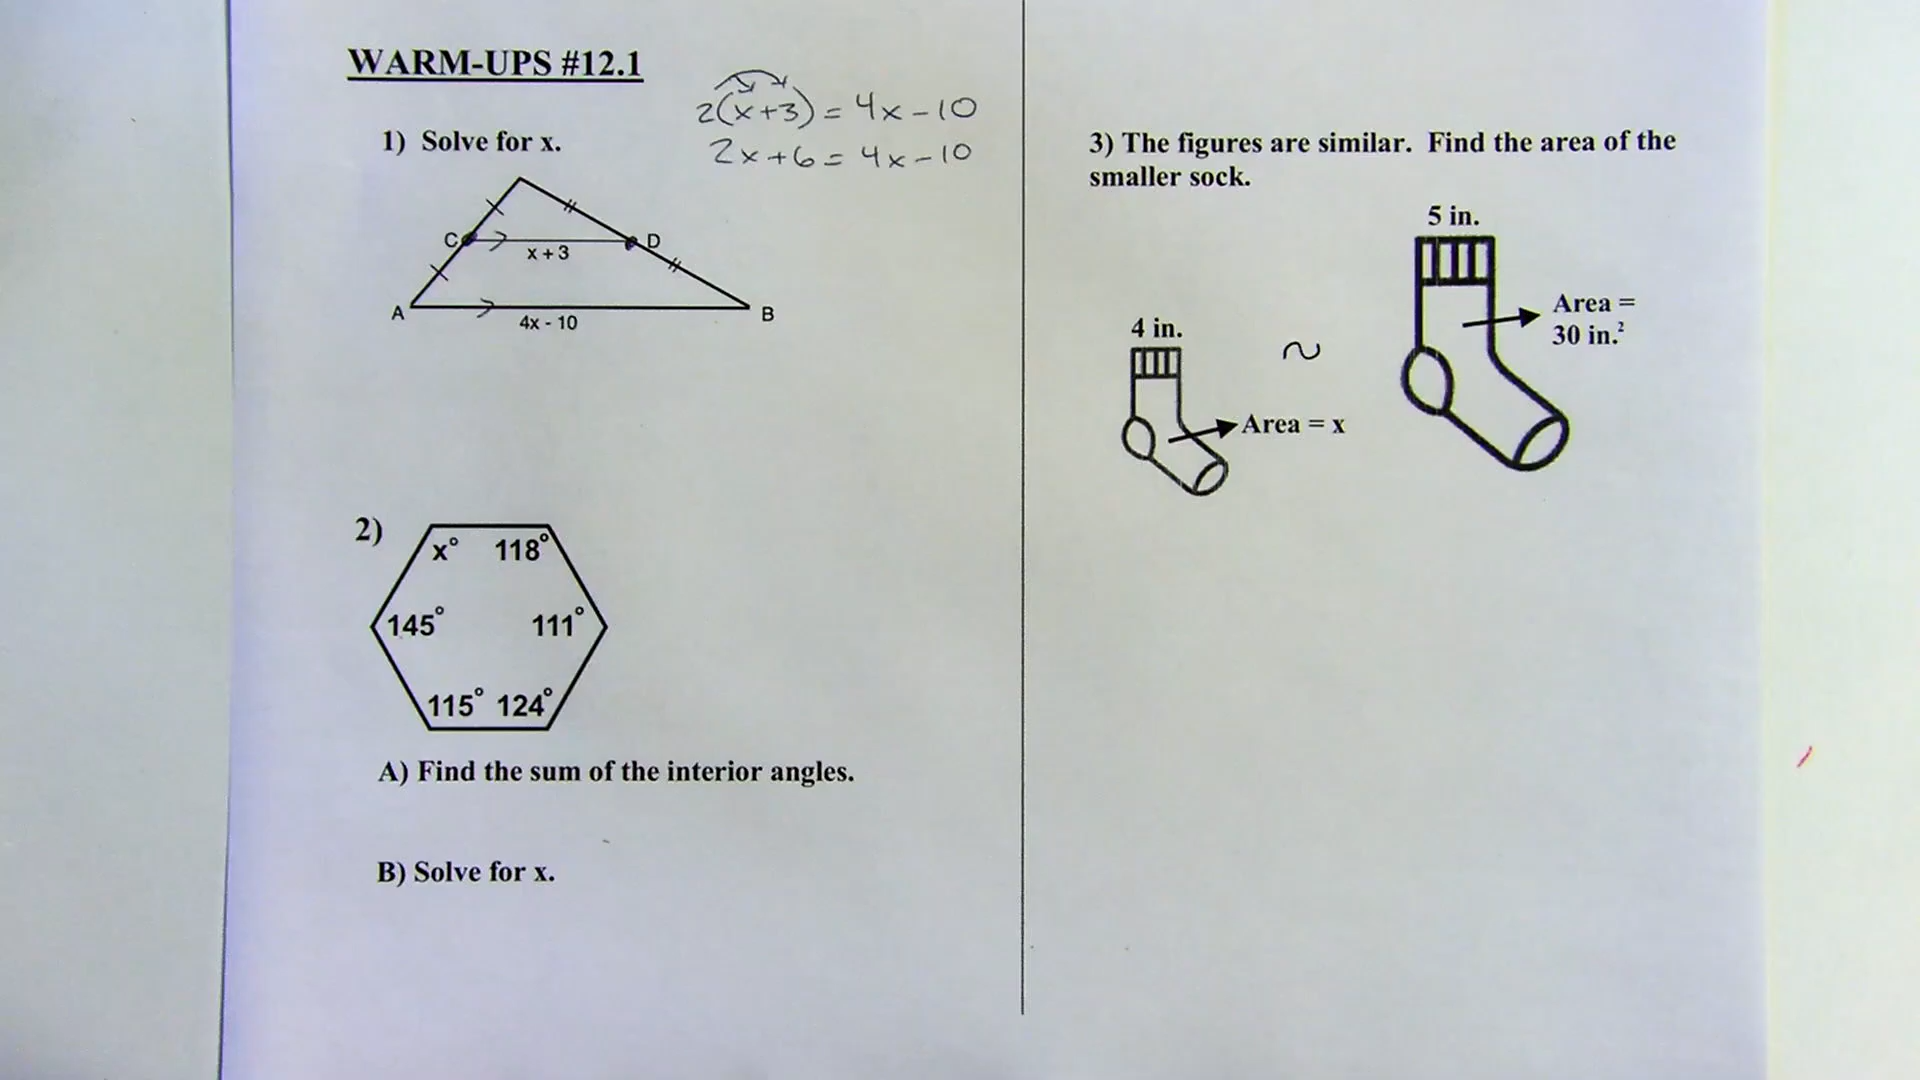 WARM-UPS #12.1
2(x+3) = 4x - 10
2x + 6 = 4x - 10
1) Solve for x.
C
D
x + 3
A
B
4x - 10
2)
x° 118°
145° 111°
115° 124°
A) Find the sum of the interior angles.
B) Solve for x.
3) The figures are similar. Find the area of the
smaller sock.
5 in.
Area =
30 in.²
4 in.
~
Area = x